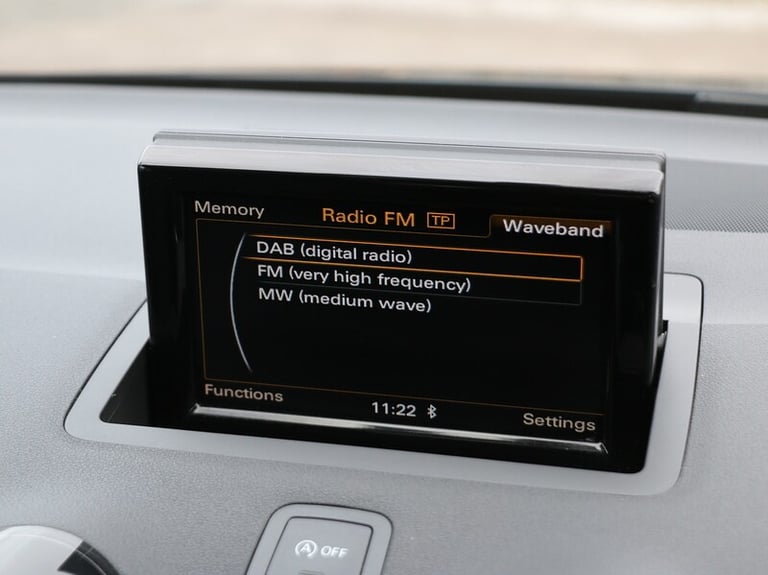 Memory
Radio FM TP
Waveband
DAB (digital radio)
FM (very high frequency)
MW (medium wave)
Functions
11:22
Settings
A OFF